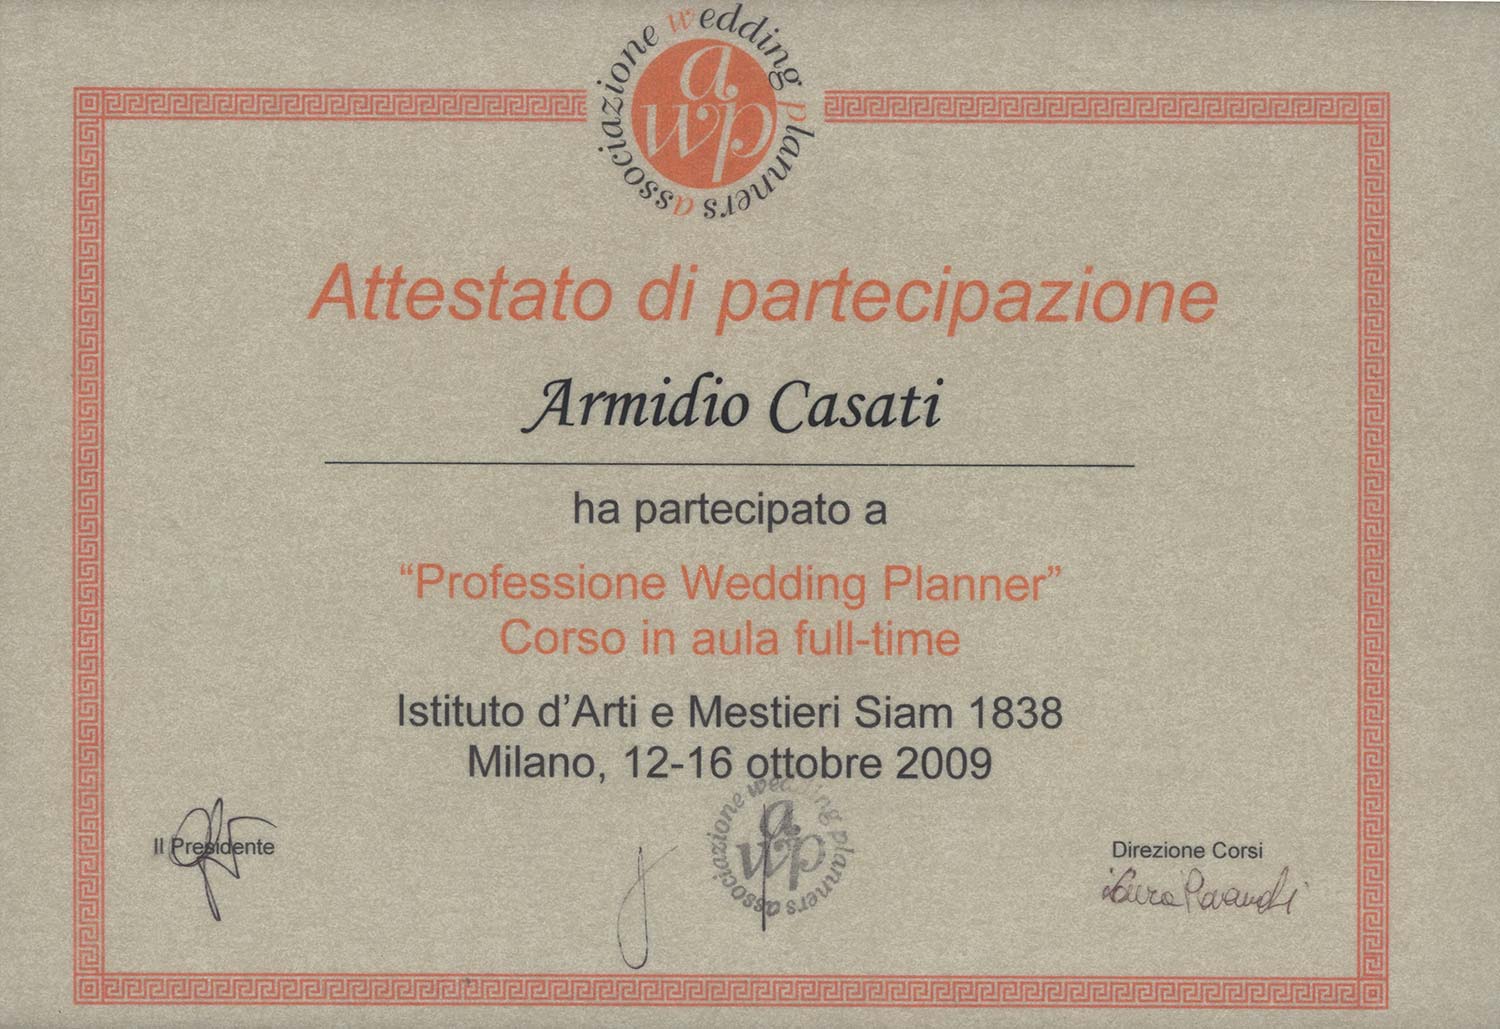 associazione wedding planners
awp
Attestato di partecipazione
Armidio Casati
ha partecipato a
“Professione Wedding Planner”
Corso in aula full-time
Istituto d’Arti e Mestieri Siam 1838
Milano, 12-16 ottobre 2009
associazione wedding planners
awp
Il Presidente
Direzione Corsi